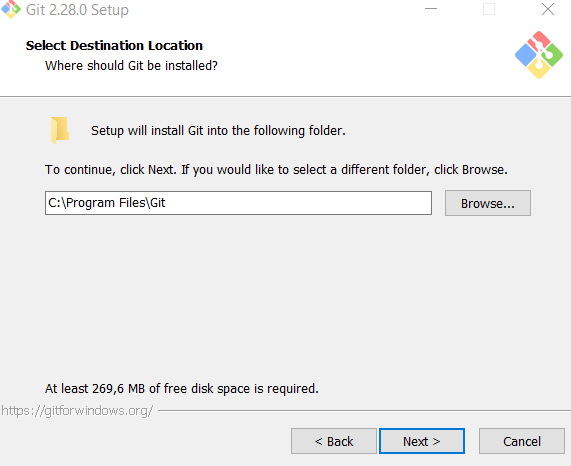 Git 2.28.0 Setup
Select Destination Location
Where should Git be installed?
Setup will install Git into the following folder.
To continue, click Next. If you would like to select a different folder, click Browse.
C:\Program Files\Git
Browse...
At least 269,6 MB of free disk space is required.
https://gitforwindows.org/
< Back
Next >
Cancel